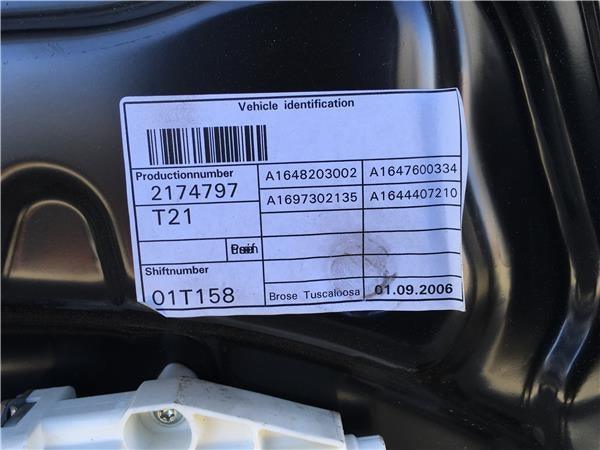 Vehicle identification
Productionnumber
2174797
T21
Shiftnumber
01T158
A1648203002 A1647600334
A1697302135 A1644407210
Brose Tuscaloosa 01.09.2006